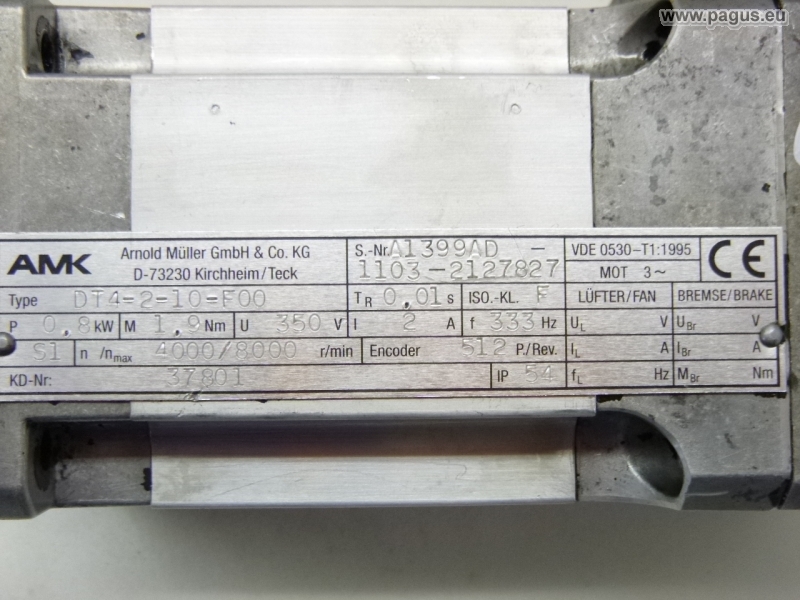 www.pagus.eu
AMK
Arnold Müller GmbH & Co. KG
D-73230 Kirchheim/Teck
S.-Nr. A1399AD -
1103-2127827
VDE 0530-T1:1995
MOT 3~
CE
Type DT4-2-10-F00
TR 0,01 s
ISO.-KL. F
LÜFTER/FAN
BREMSE/BRAKE
P 0,8 kW M 1,9 Nm U 350 V I 2 A f 333 Hz UL V UBr V
S1 n /nmax 4000/8000 r/min Encoder 512 P./Rev. IL A IBr A
KD-Nr: 37801 IP 54 fL Hz MBr Nm